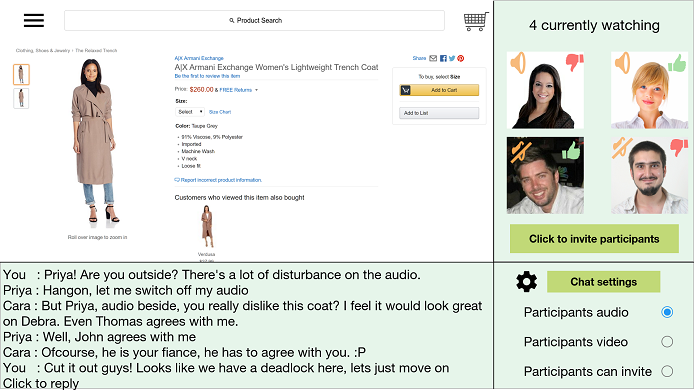 Product Search
4 currently watching
Clothing, Shoes & Jewelry › The Relaxed Trench
Share
A|X Armani Exchange
A|X Armani Exchange Women's Lightweight Trench Coat
Be the first to review this item
Price: $260.00 & FREE Returns
Size:
Select
Size Chart
Color: Taupe Grey
91% Viscose, 9% Polyester
Imported
Machine Wash
V neck
Loose fit
Report incorrect product information.
Customers who viewed this item also bought
Roll over image to zoom in
To buy, select Size
Add to Cart
Add to List
Click to invite participants
You : Priya! Are you outside? There's a lot of disturbance on the audio.
Priya : Hangon, let me switch off my audio
Cara : But Priya, audio beside, you really dislike this coat? I feel it would look great
on Debra. Even Thomas agrees with me.
Priya : Well, John agrees with me
Cara : Ofcourse, he is your fiance, he has to agree with you. :P
You : Cut it out guys! Looks like we have a deadlock here, lets just move on
Click to reply
Chat settings
Participants audio
Participants video
Participants can invite